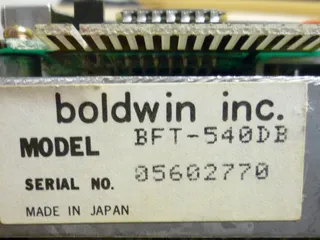 boldwin inc.
MODEL BFT-540DB
SERIAL NO. 05602770
MADE IN JAPAN